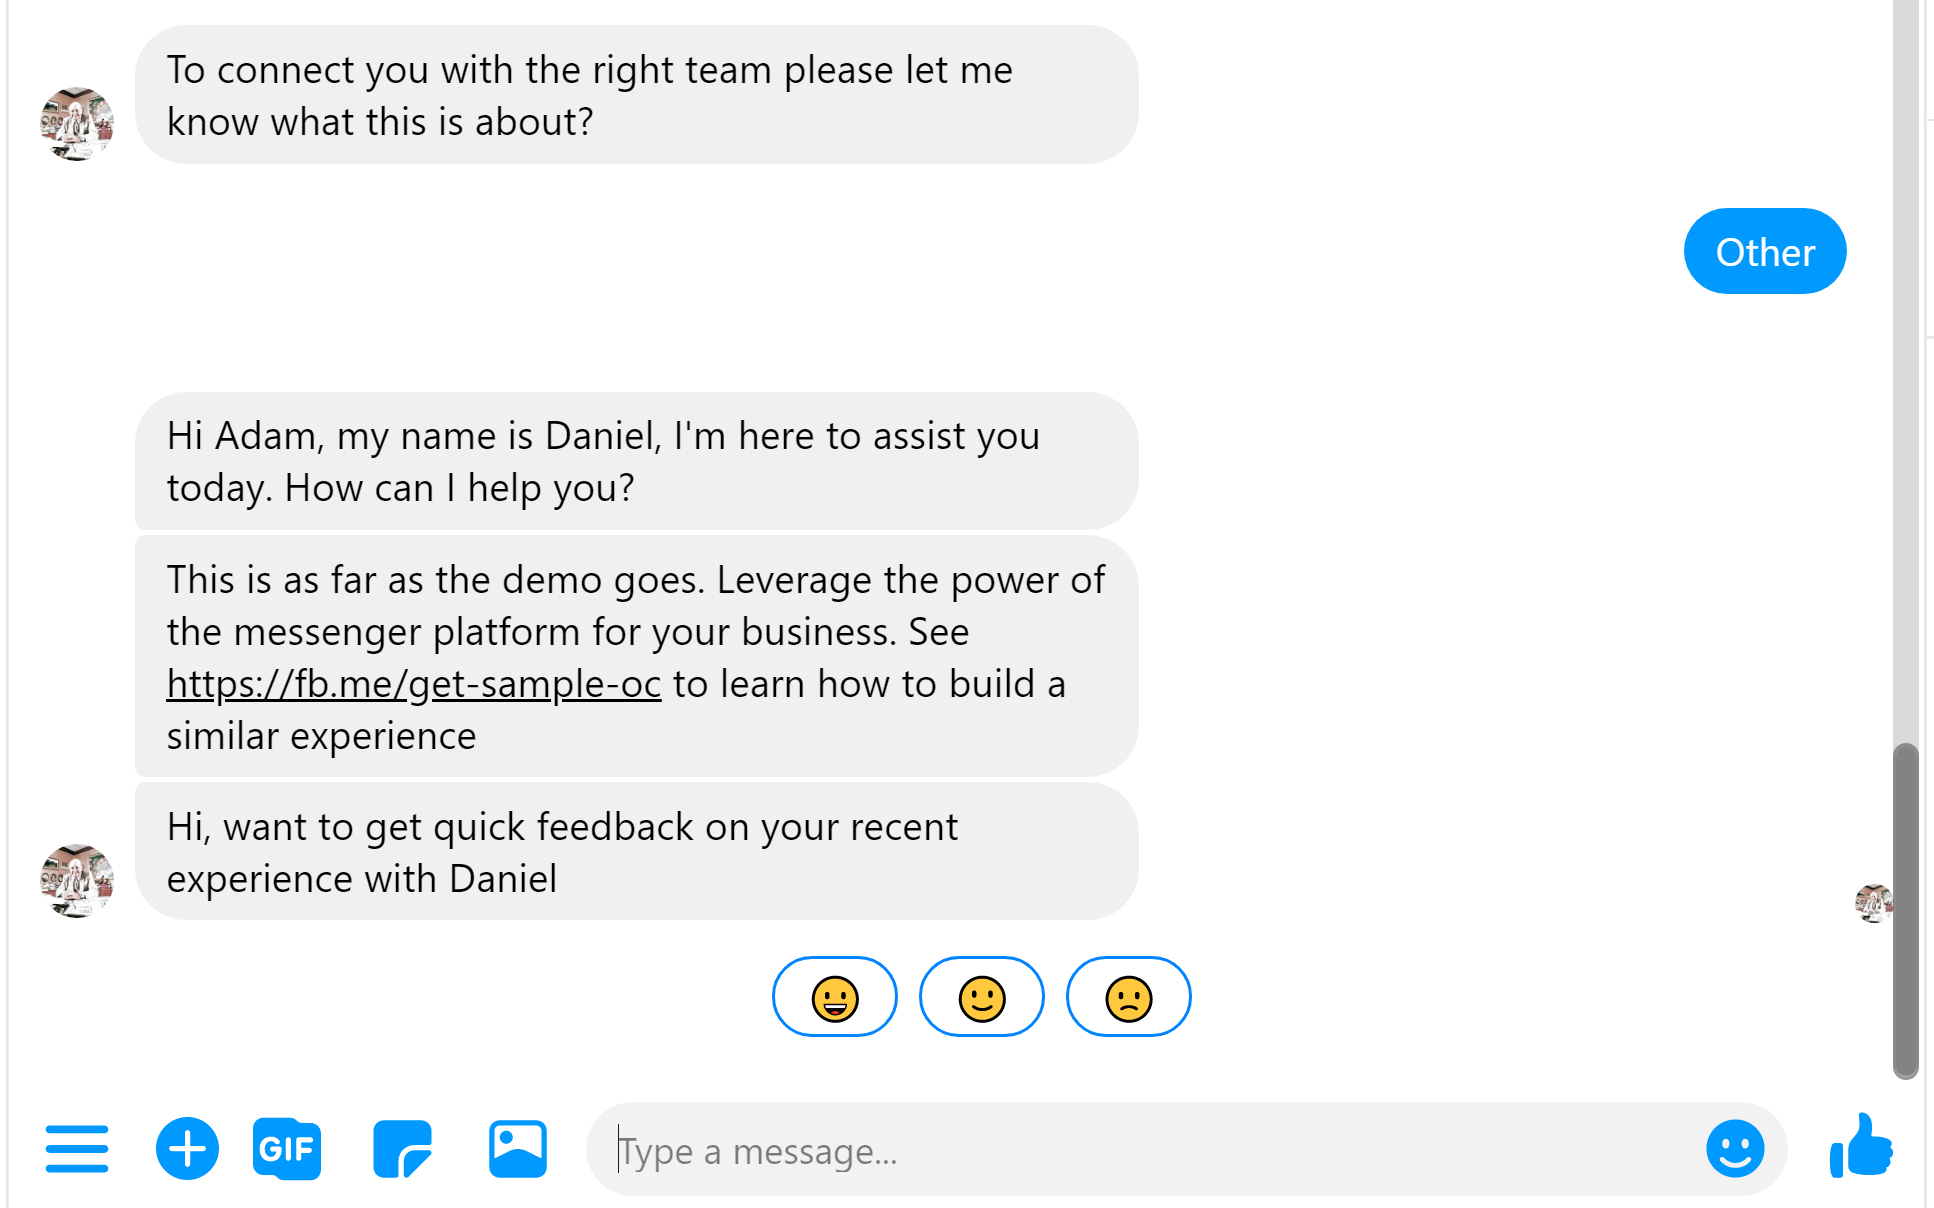 To connect you with the right team please let me
know what this is about?
Other
Hi Adam, my name is Daniel, I'm here to assist you
today. How can I help you?
This is as far as the demo goes. Leverage the power of
the messenger platform for your business. See
https://fb.me/get-sample-oc to learn how to build a
similar experience
Hi, want to get quick feedback on your recent
experience with Daniel
GIF
Type a message...